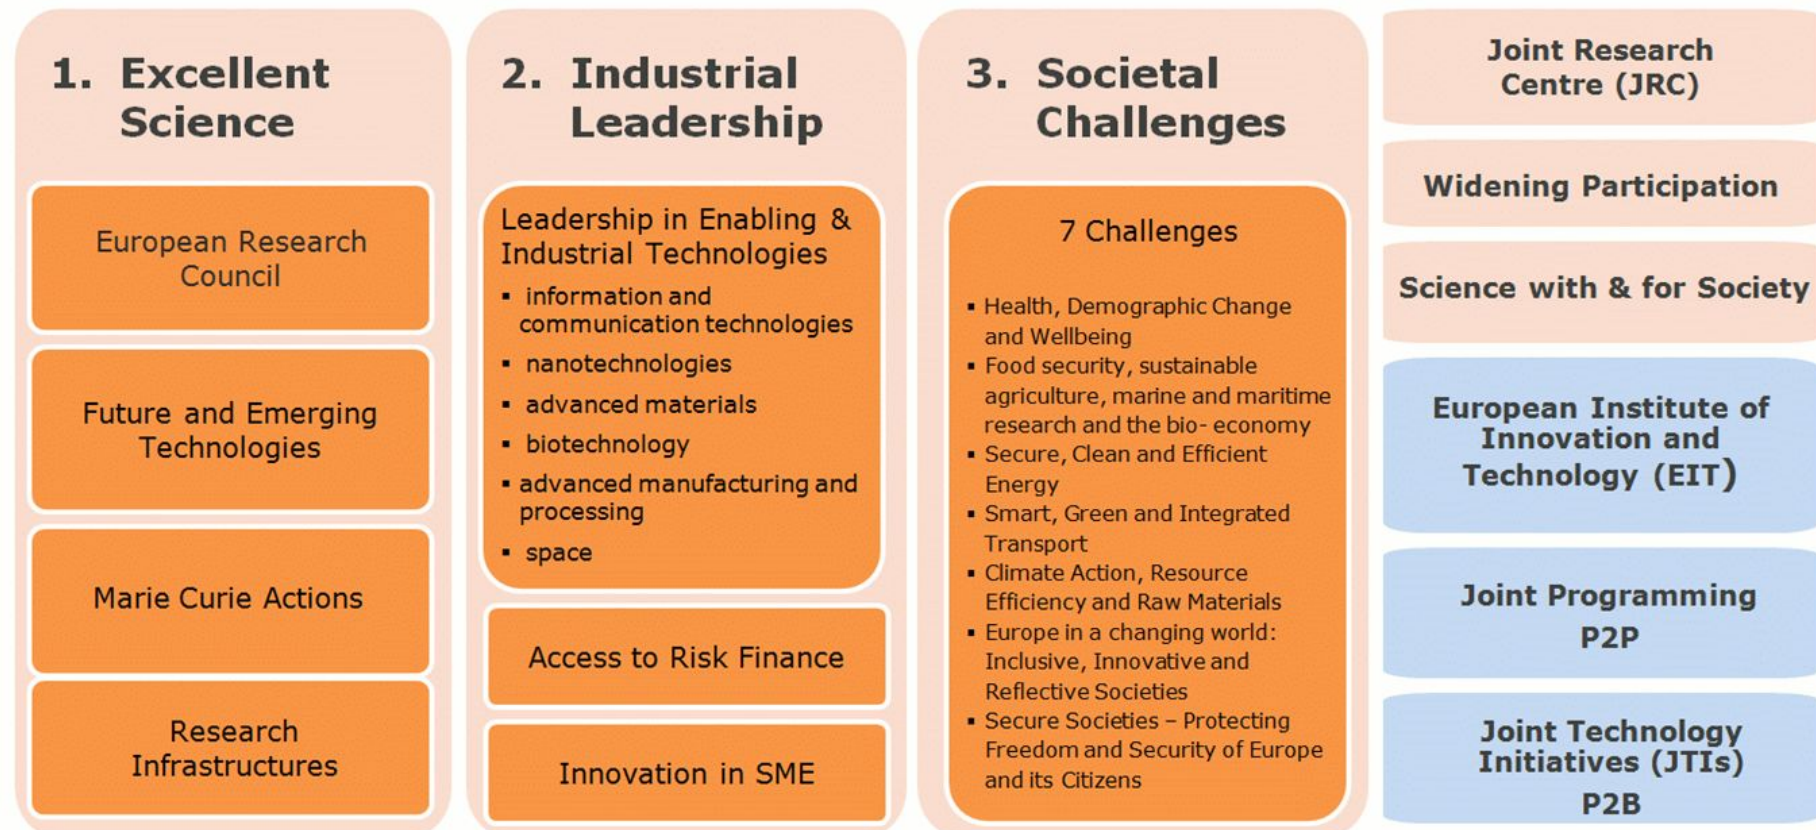 1. Excellent
Science
European Research
Council
Future and Emerging
Technologies
Marie Curie Actions
Research
Infrastructures
2. Industrial
Leadership
Leadership in Enabling &
Industrial Technologies
▪ information and
communication technologies
▪ nanotechnologies
▪ advanced materials
▪ biotechnology
▪ advanced manufacturing and
processing
▪ space
Access to Risk Finance
Innovation in SME
3. Societal
Challenges
7 Challenges
▪ Health, Demographic Change
and Wellbeing
▪ Food security, sustainable
agriculture, marine and maritime
research and the bio- economy
▪ Secure, Clean and Efficient
Energy
▪ Smart, Green and Integrated
Transport
▪ Climate Action, Resource
Efficiency and Raw Materials
▪ Europe in a changing world:
Inclusive, Innovative and
Reflective Societies
▪ Secure Societies – Protecting
Freedom and Security of Europe
and its Citizens
Joint Research
Centre (JRC)
Widening Participation
Science with & for Society
European Institute of
Innovation and
Technology (EIT)
Joint Programming
P2P
Joint Technology
Initiatives (JTIs)
P2B